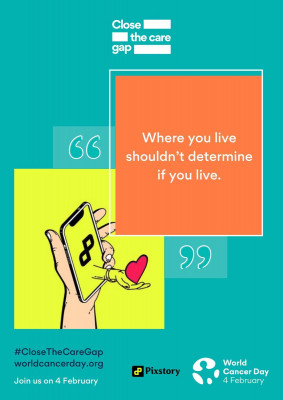 Close
the care
gap
Where you live
shouldn't determine
if you live.
#CloseTheCareGap
worldcancerday.org
Join us on 4 February
Pixstory
World
Cancer Day
4 February